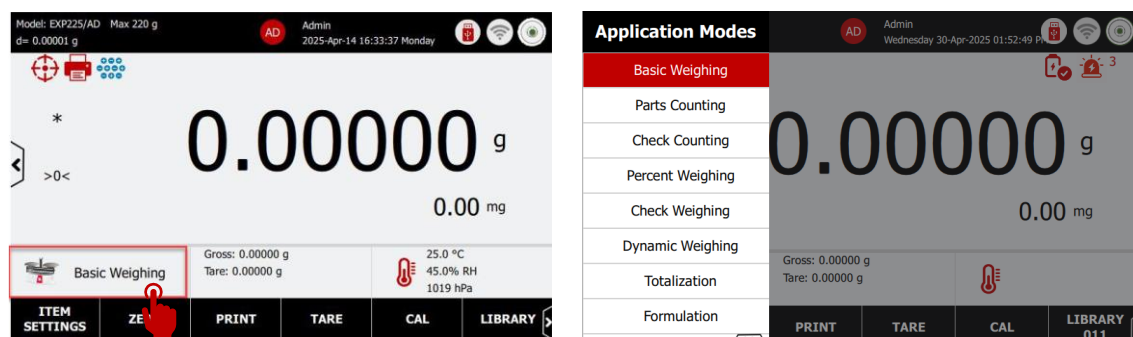 Model: EXP225/AD Max 220 g
d= 0.00001 g
AD
Admin
2025-Apr-14 16:33:37 Monday
*
>0<
0.00000 g
0.00 mg
Basic Weighing
Gross: 0.00000 g
Tare: 0.00000 g
25.0 °C
45.0% RH
1019 hPa
ITEM SETTINGS
PRINT
TARE
CAL
LIBRARY
Application Modes
Basic Weighing
Parts Counting
Check Counting
Percent Weighing
Check Weighing
Dynamic Weighing
Totalization
Formulation
AD
Admin
Wednesday 30-Apr-2025 01:52:49
3
0.00000 g
0.00 mg
Gross: 0.00000 g
Tare: 0.00000 g
PRINT
TARE
CAL
LIBRARY
011